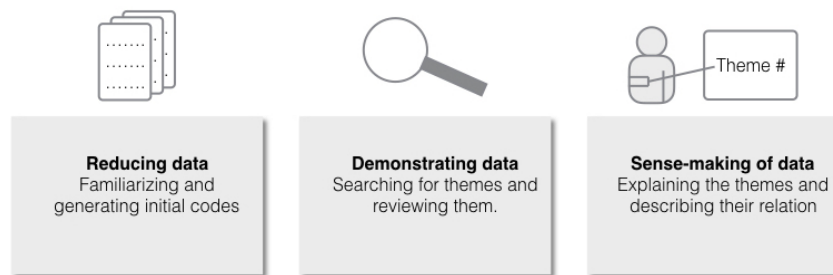 Theme #
Reducing data
Familiarizing and
generating initial codes
Demonstrating data
Searching for themes and
reviewing them.
Sense-making of data
Explaining the themes and
describing their relation